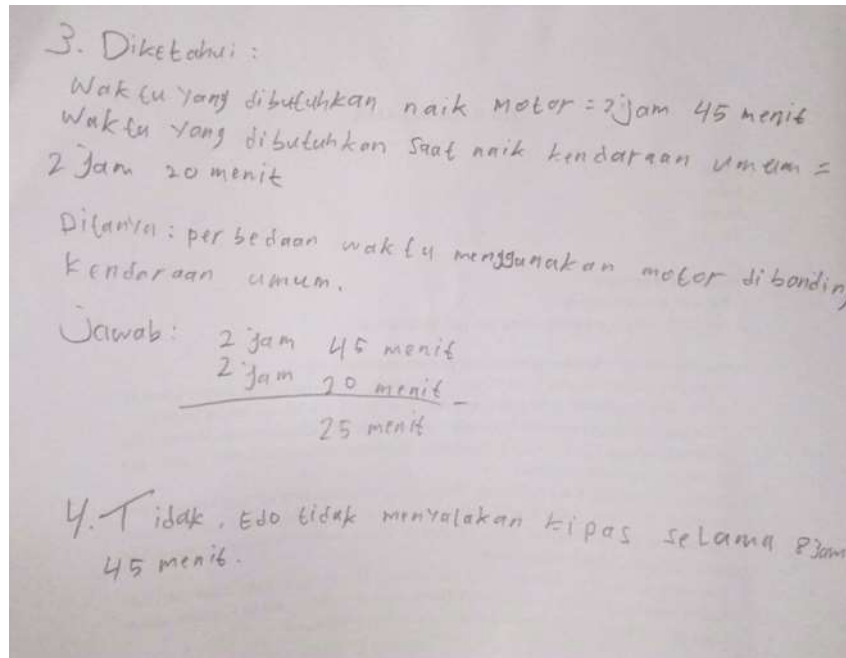 3. Diketahui :
Waktu yang dibutuhkan naik motor = 2 jam 45 menit
Waktu yang dibutuhkan saat naik kendaraan umum =
2 jam 20 menit
Ditanya : perbedaan waktu menggunakan motor dibanding
kendaraan umum.
Jawab : 2 jam 45 menit
2 jam 20 menit -
25 menit
4. Tidak, Edo tidak menyalakan kipas selama 8 jam
45 menit.